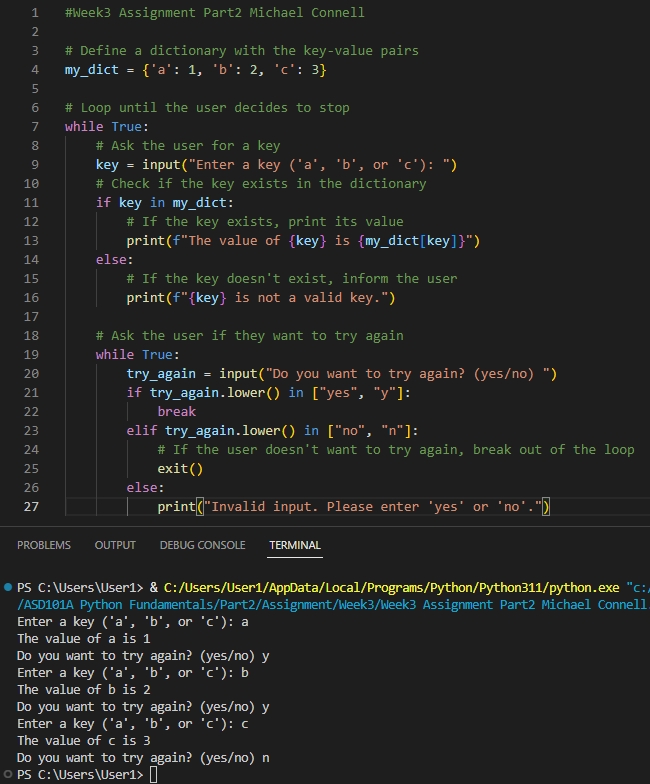 1 #Week3 Assignment Part2 Michael Connell
2
3 # Define a dictionary with the key-value pairs
4 my_dict = {'a': 1, 'b': 2, 'c': 3}
5
6 # Loop until the user decides to stop
7 while True:
8     # Ask the user for a key
9     key = input("Enter a key ('a', 'b', or 'c'): ")
10     # Check if the key exists in the dictionary
11     if key in my_dict:
12         # If the key exists, print its value
13         print(f"The value of {key} is {my_dict[key]}")
14     else:
15         # If the key doesn't exist, inform the user
16         print(f"{key} is not a valid key.")
17
18     # Ask the user if they want to try again
19     while True:
20         try_again = input("Do you want to try again? (yes/no) ")
21         if try_again.lower() in ["yes", "y"]:
22             break
23         elif try_again.lower() in ["no", "n"]:
24             # If the user doesn't want to try again, break out of the loop
25             exit()
26         else:
27             print("Invalid input. Please enter 'yes' or 'no'.")
PROBLEMS OUTPUT DEBUG CONSOLE TERMINAL
PS C:\Users\User1> & C:/Users/User1/AppData/Local/Programs/Python/Python311/python.exe "c:/
/ASD101A Python Fundamentals/Part2/Assignment/Week3/Week3 Assignment Part2 Michael Connell
Enter a key ('a', 'b', or 'c'): a
The value of a is 1
Do you want to try again? (yes/no) y
Enter a key ('a', 'b', or 'c'): b
The value of b is 2
Do you want to try again? (yes/no) y
Enter a key ('a', 'b', or 'c'): c
The value of c is 3
Do you want to try again? (yes/no) n
PS C:\Users\User1>